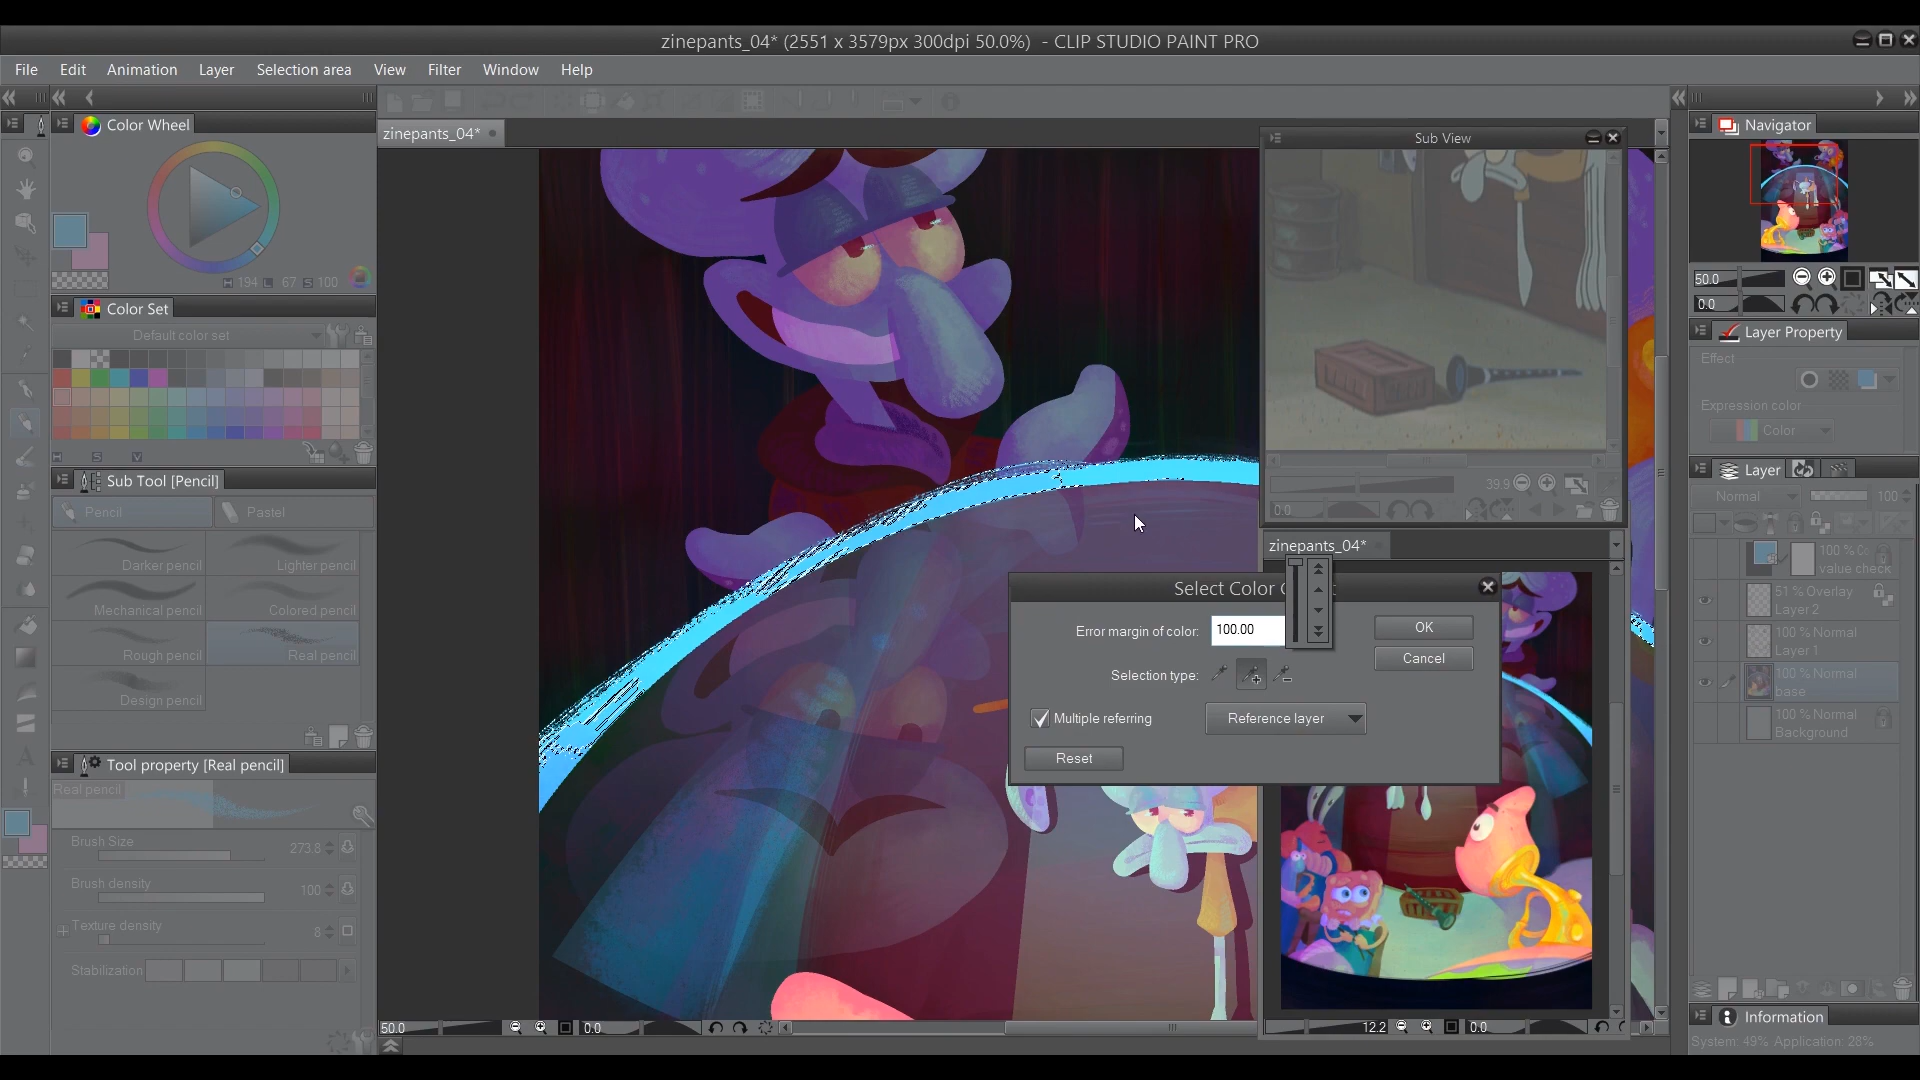 zinepants_04* (2551 x 3579px 300dpi 50.0%)  - CLIP STUDIO PAINT PRO
File Edit Animation Layer Selection area View Filter Window Help
Color Wheel
H 194 L 67 S 100
Color Set
Default color set
H S V
Sub Tool [Pencil]
Pencil Pastel
Darker pencil Lighter pencil
Mechanical pencil Colored pencil
Rough pencil Real pencil
Design pencil
Tool property [Real pencil]
Real pencil
Brush Size 273.8
Brush density 100
Texture density 8
Stabilization
zinepants_04*
50.0 0.0
Sub View
39.9
0.0
zinepants_04*
Select Color
Error margin of color: 100.00 OK
Cancel
Selection type:
Multiple referring Reference layer
Reset
12.2 0.0
Navigator
50.0
0.0
Layer Property
Effect
Expression color
Color
Layer
Normal 100
value check
51 % Overlay
Layer 2
100 % Normal
Layer 1
100 % Normal
base
100 % Normal
Background
Information
System: 49% Application: 28%